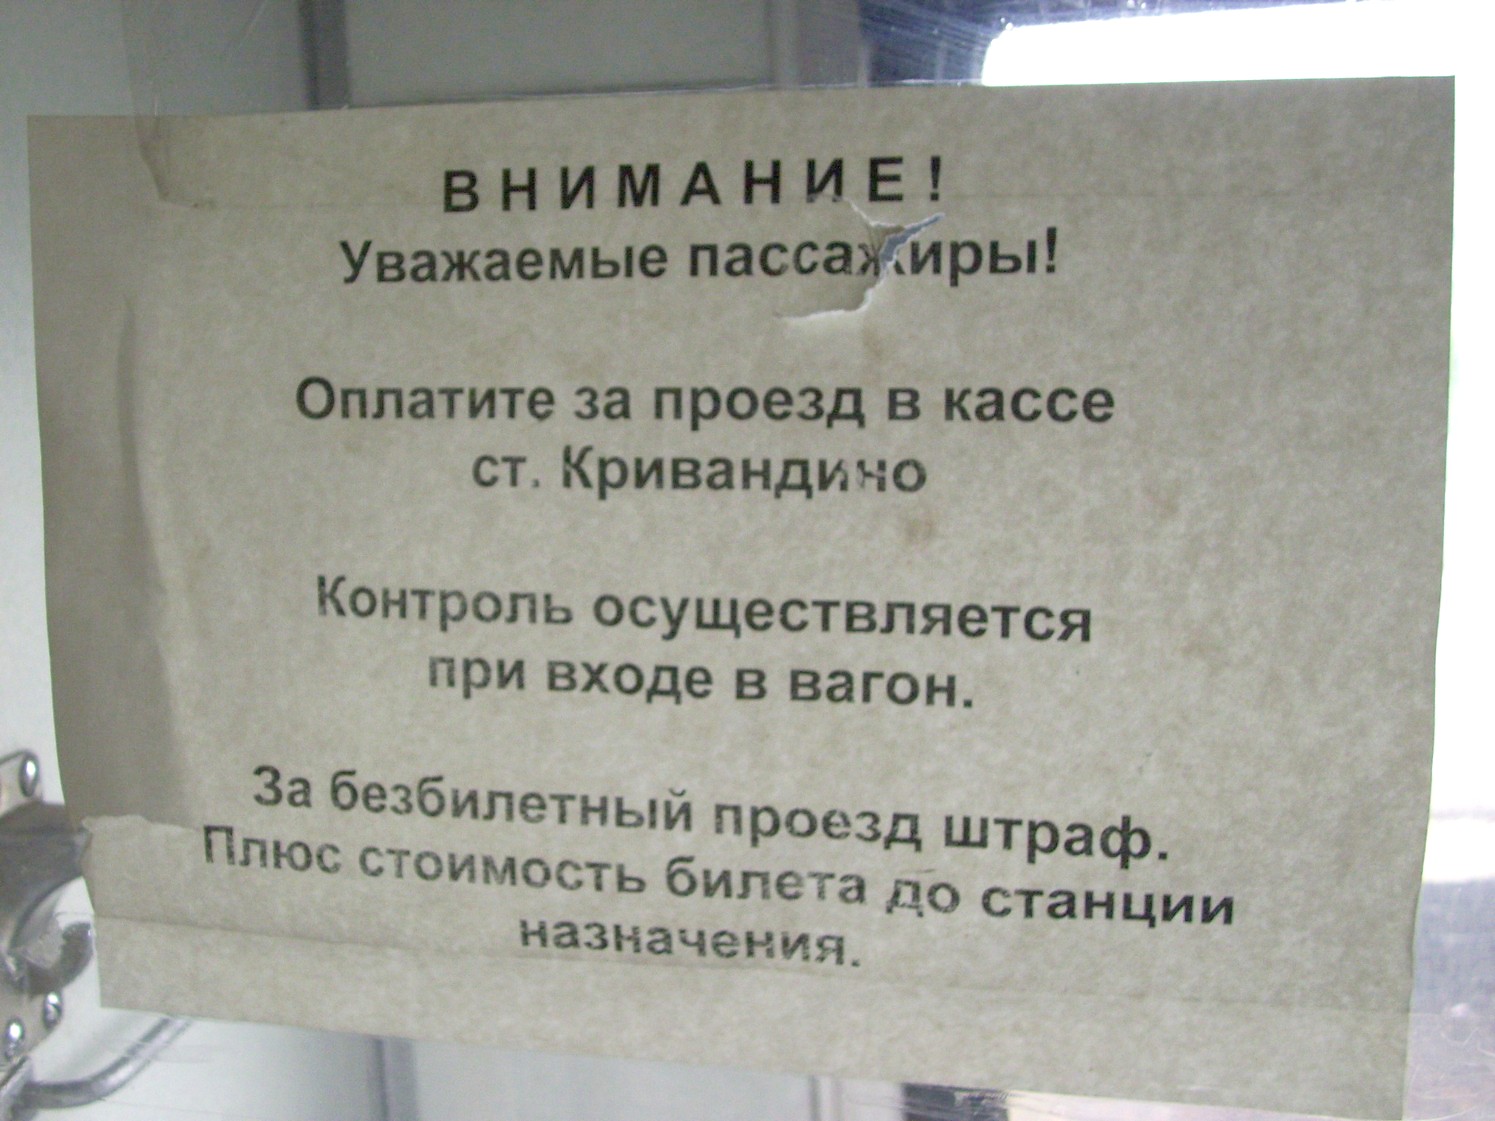 ВНИМАНИЕ!
Уважаемые пассажиры!
Оплатите за проезд в кассе
ст. Кривандино
Контроль осуществляется
при входе в вагон.
За безбилетный проезд штраф.
Плюс стоимость билета до станции
назначения.